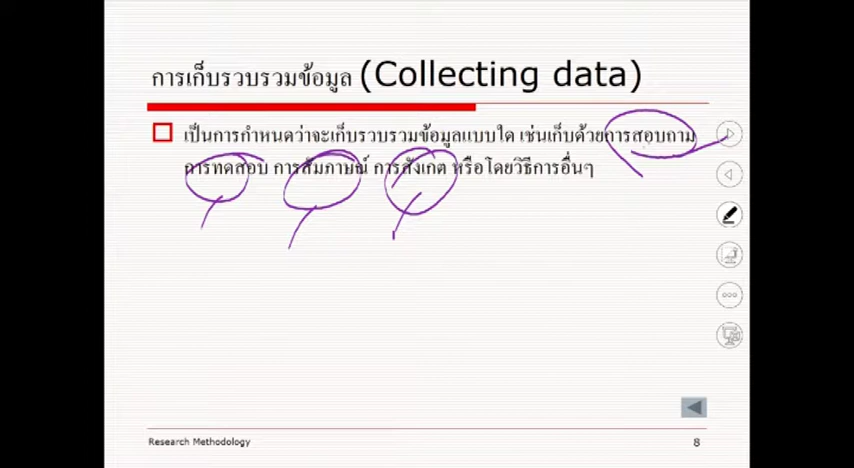 การเก็บรวบรวมข้อมูล (Collecting data)
เป็นการกำหนดว่าจะเก็บรวบรวมข้อมูลแบบใด เช่นเก็บด้วยการสอบถาม
การทดสอบ การสัมภาษณ์ การสังเกต หรือโดยวิธีการอื่นๆ
Research Methodology
8